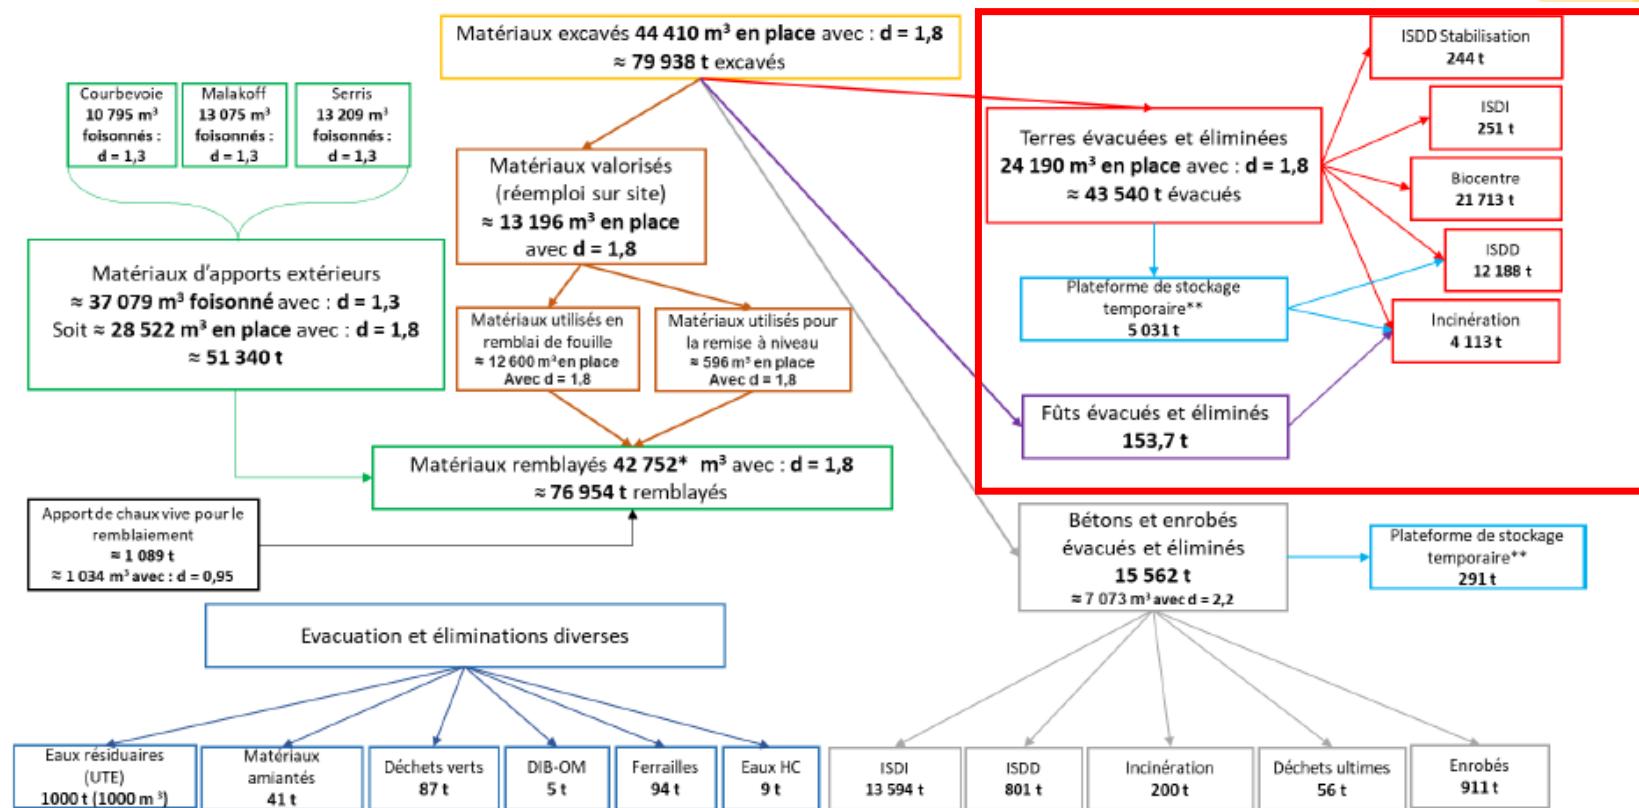 Matériaux excavés 44 410 m³ en place avec : d = 1,8
≈ 79 938 t excavés
Courbevoie
10 795 m³
foisonnés :
d = 1,3
Malakoff
13 075 m³
foisonnés :
d = 1,3
Serris
13 209 m³
foisonnés :
d = 1,3
Matériaux d'apports extérieurs
≈ 37 079 m³ foisonné avec : d = 1,3
Soit ≈ 28 522 m³ en place avec : d = 1,8
≈ 51 340 t
Matériaux valorisés
(réemploi sur site)
≈ 13 196 m³ en place
avec d = 1,8
Matériaux utilisés en
remblai de fouille
≈ 12 600 m³ en place
Avec d = 1,8
Matériaux utilisés pour
la remise à niveau
≈ 596 m³ en place
Avec d = 1,8
Matériaux remblayés 42 752* m³ avec : d = 1,8
≈ 76 954 t remblayés
Apport de chaux vive pour le
remblaiement
≈ 1 089 t
≈ 1 034 m³ avec : d = 0,95
Terres évacuées et éliminées
24 190 m³ en place avec : d = 1,8
≈ 43 540 t évacués
Plateforme de stockage
temporaire**
5 031 t
Fûts évacués et éliminés
153,7 t
ISDD Stabilisation
244 t
ISDI
251 t
Biocentre
21 713 t
ISDD
12 188 t
Incinération
4 113 t
Bétons et enrobés
évacués et éliminés
15 562 t
≈ 7 073 m³ avec d = 2,2
Plateforme de stockage
temporaire**
291 t
Evacuation et éliminations diverses
Eaux résiduaires
(UTE)
1000 t (1000 m³)
Matériaux
amiantés
41 t
Déchets verts
87 t
DIB-OM
5 t
Ferrailles
94 t
Eaux HC
9 t
ISDI
13 594 t
ISDD
801 t
Incinération
200 t
Déchets ultimes
56 t
Enrobés
911 t